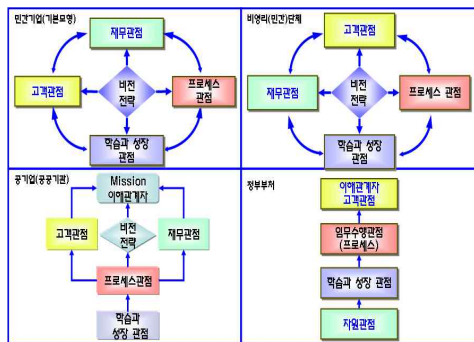 민간기업(기본모형)
재무관점
고객관점
비전
전략
프로세스
관점
학습과 성장
관점
비영리(민간)단체
고객관점
재무관점
비전
전략
프로세스 관점
학습과 성장
관점
공기업(공공기관)
Mission
이해관계자
고객관점
비전
전략
재무관점
프로세스관점
학습과
성장 관점
정부부처
이해관계자
고객관점
임무수행관점
(프로세스)
학습과 성장 관점
자원관점